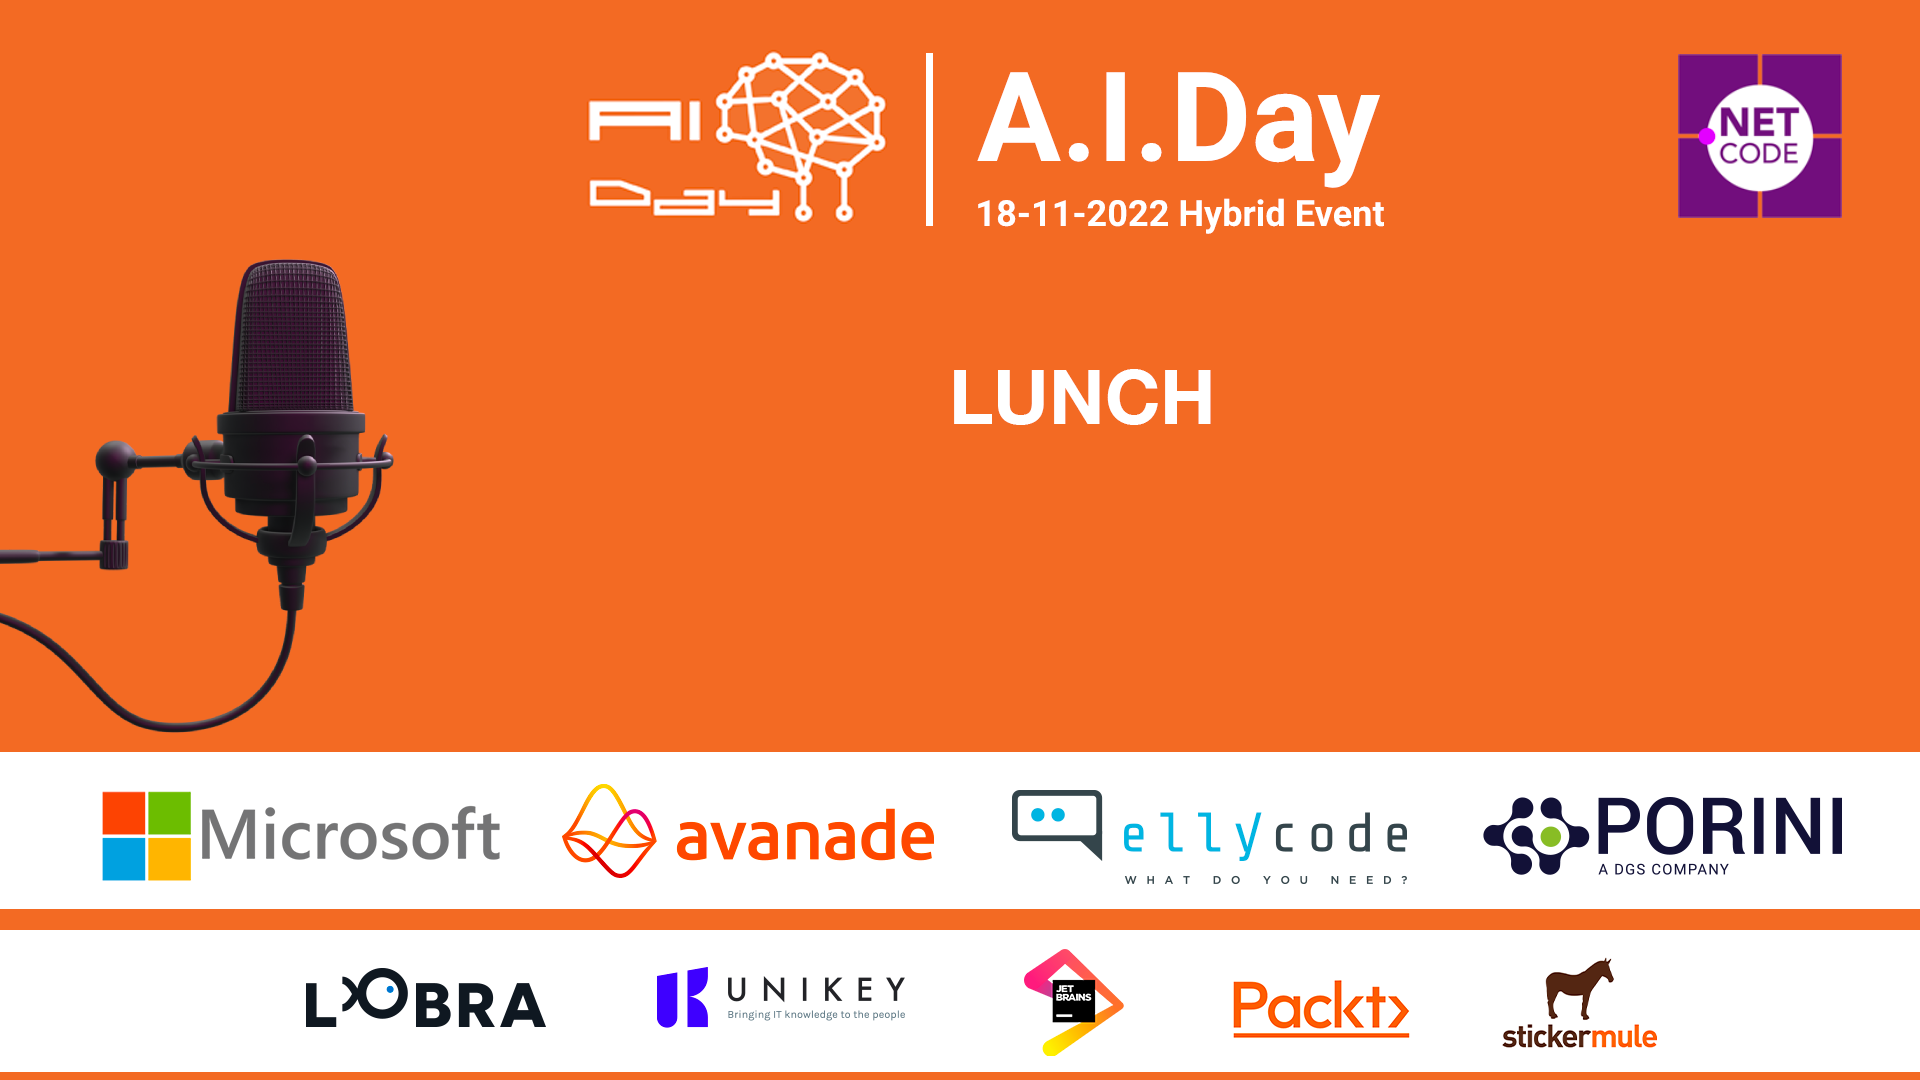 AI
Day
A.I.Day
18-11-2022 Hybrid Event
NET
CODE
LUNCH
Microsoft
avanade
ellycode
WHAT DO YOU NEED?
PORINI
A DGS COMPANY
LOBRA
UNIKEY
Bringing IT knowledge to the people
JET
BRAINS
Packt
stickermule